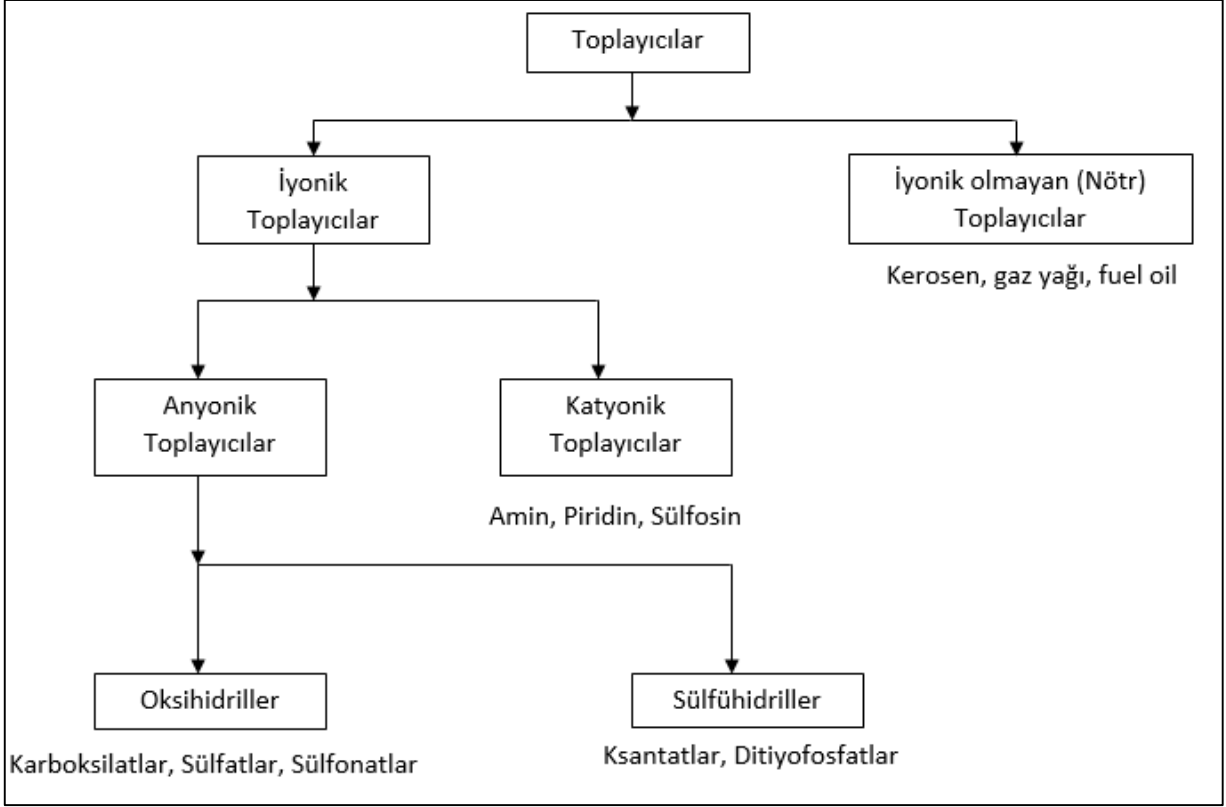 Toplayıcılar
İyonik
Toplayıcılar
İyonik olmayan (Nötr)
Toplayıcılar
Kerosen, gaz yağı, fuel oil
Anyonik
Toplayıcılar
Katyonik
Toplayıcılar
Amin, Piridin, Sülfosin
Oksihidriller
Sülfühidriller
Karboksilatlar, Sülfatlar, Sülfonatlar
Ksantatlar, Ditiyofosfatlar